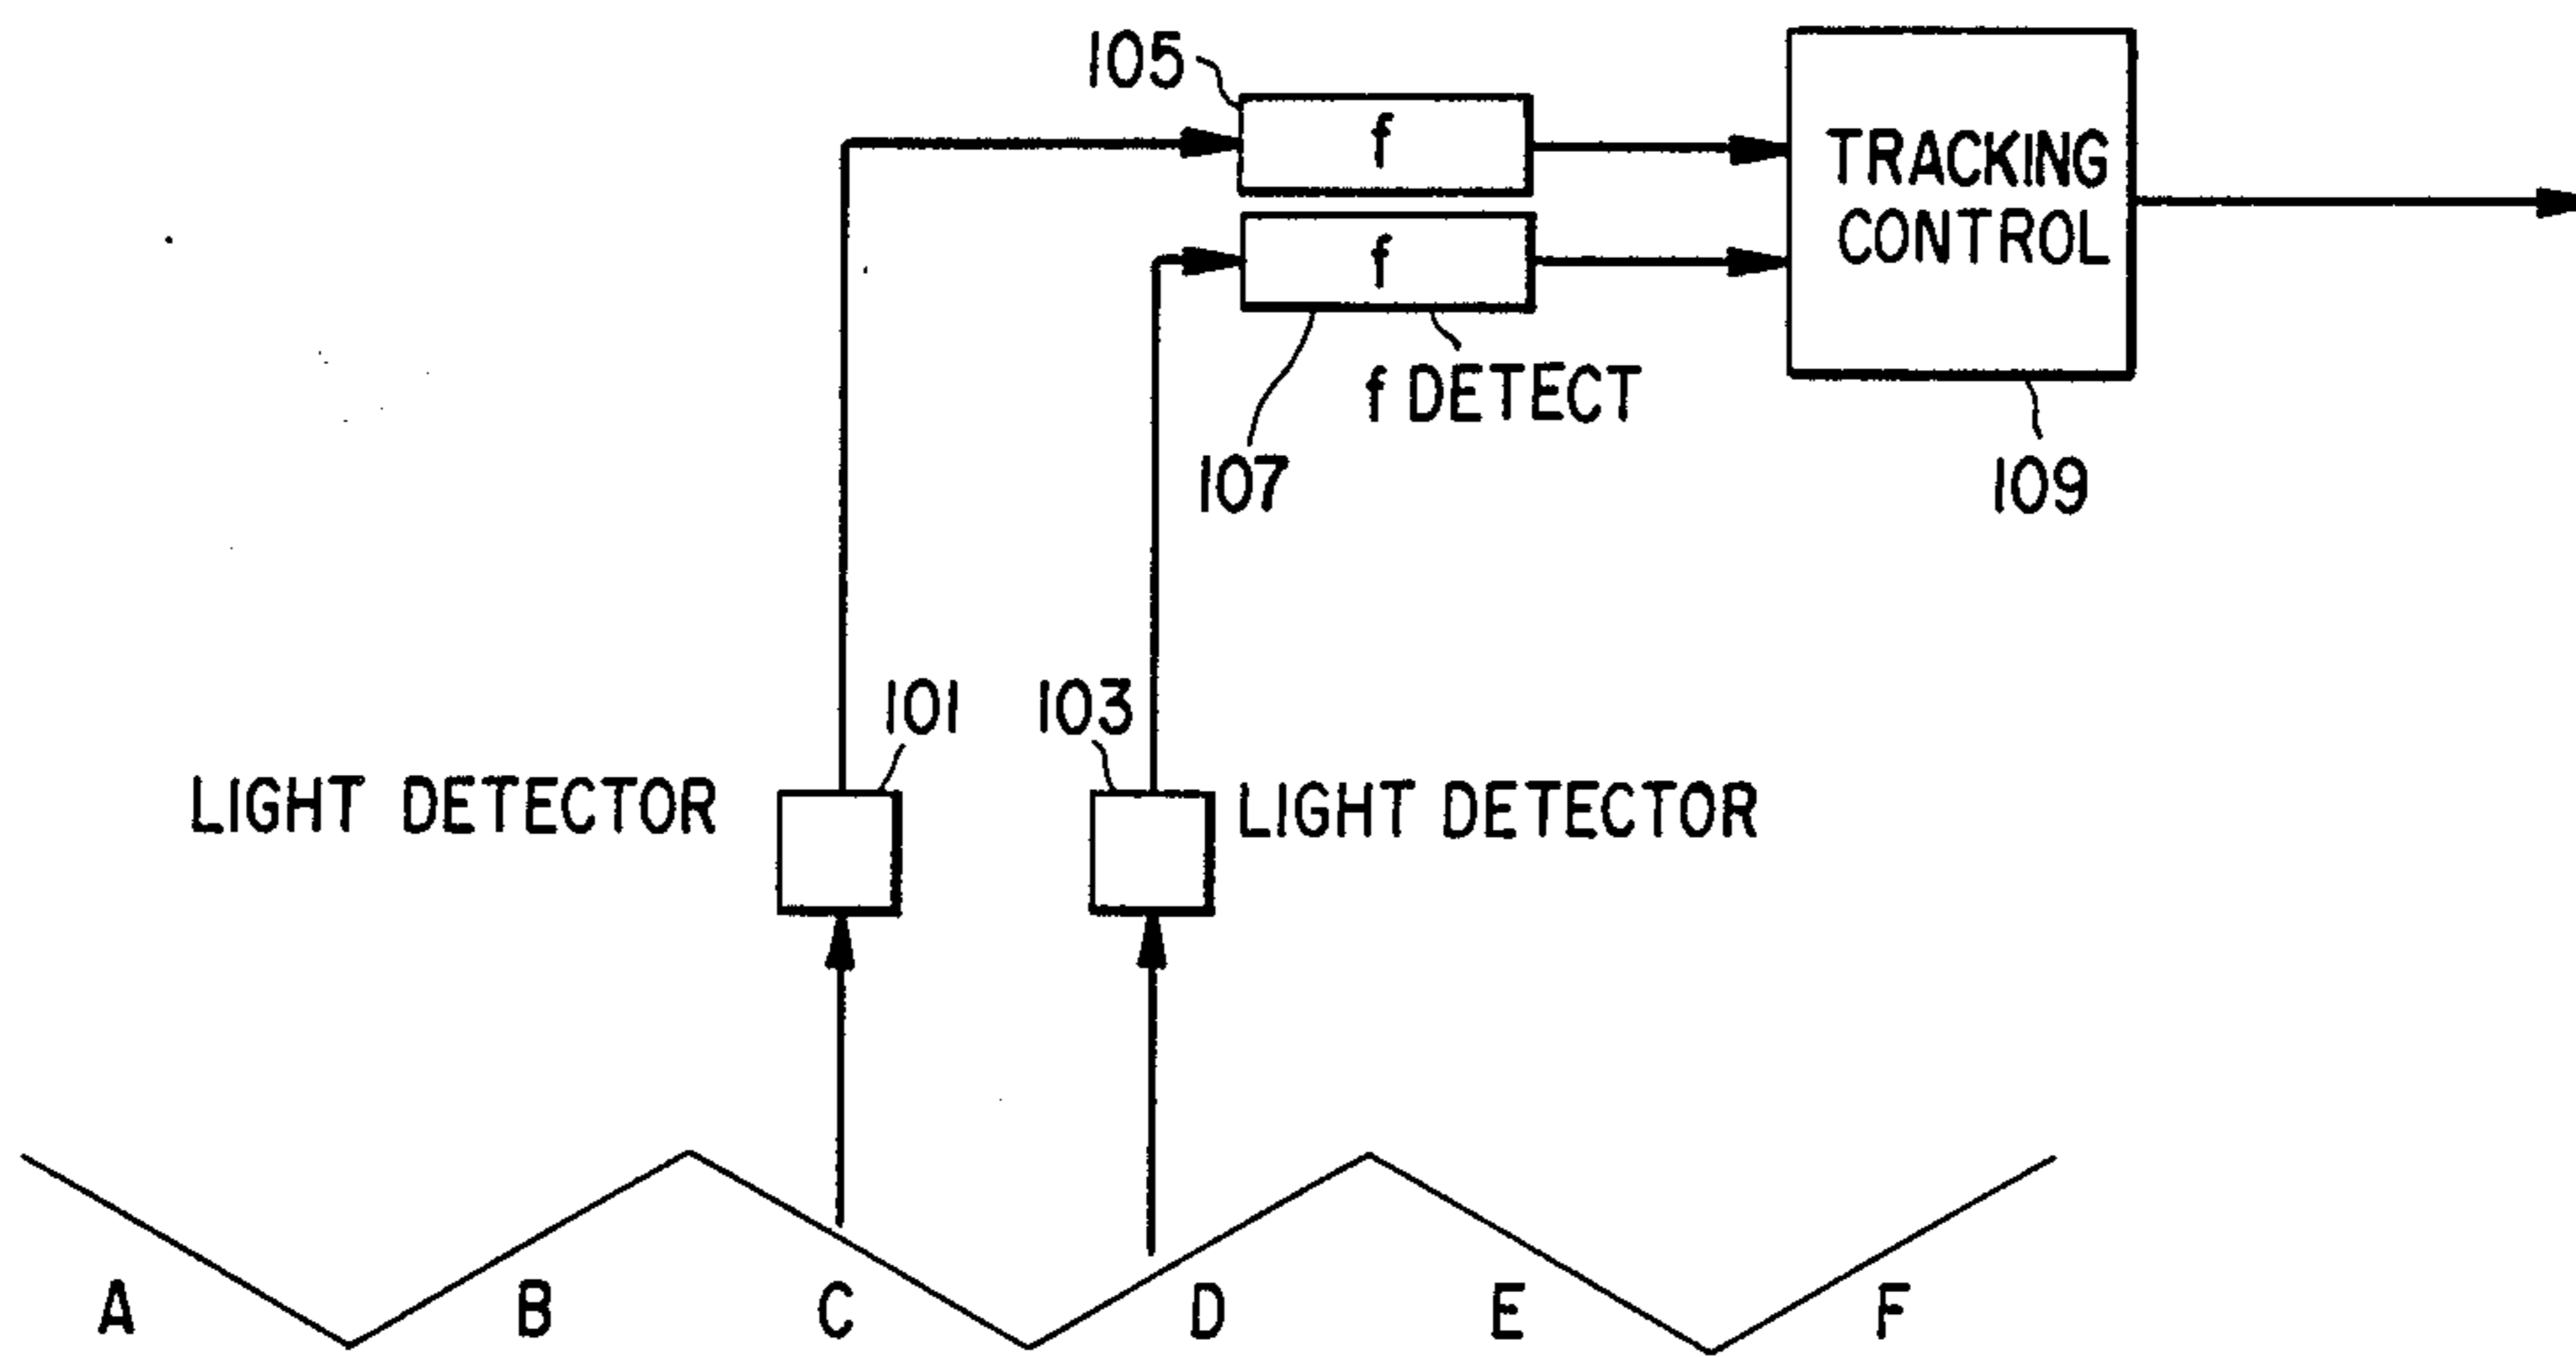 105
f
TRACKING
CONTROL
f
f DETECT
107
109
101
103
LIGHT DETECTOR
LIGHT DETECTOR
A B C D E F